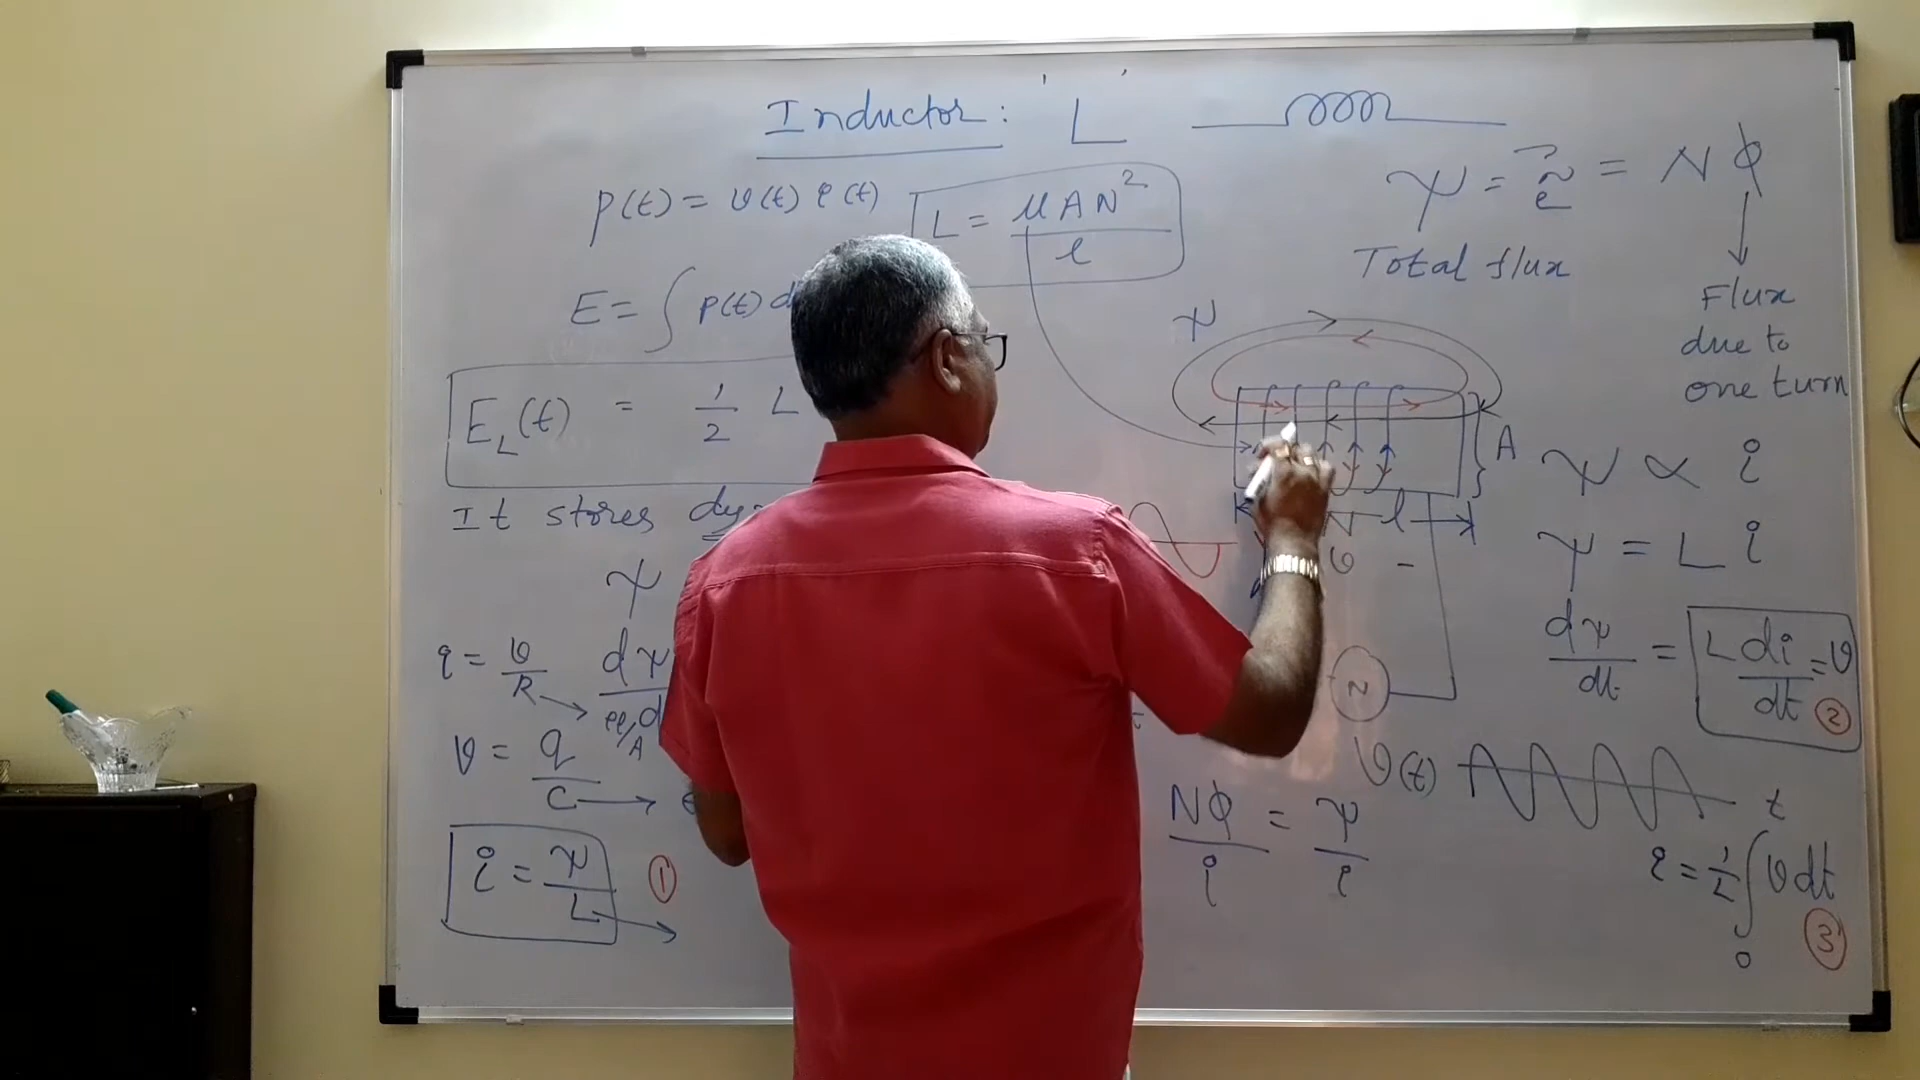 Inductor: 'L'
p(t) = v(t) i(t)
L = μAN² / l
ψ = = Nφ
Total flux
Flux
due to
one turn
E = ∫ p(t) d
E_L(t) = 1/2 L
It stores
ψ
A
l
N
v -
ψ ∝ i
ψ = L i
dψ/dt = L di/dt = v ②
i = v/R
dψ
v = q/C
i = ψ/L ①
Nφ/i = ψ/i
v(t)
t
~
i = 1/L ∫ v dt
0
③